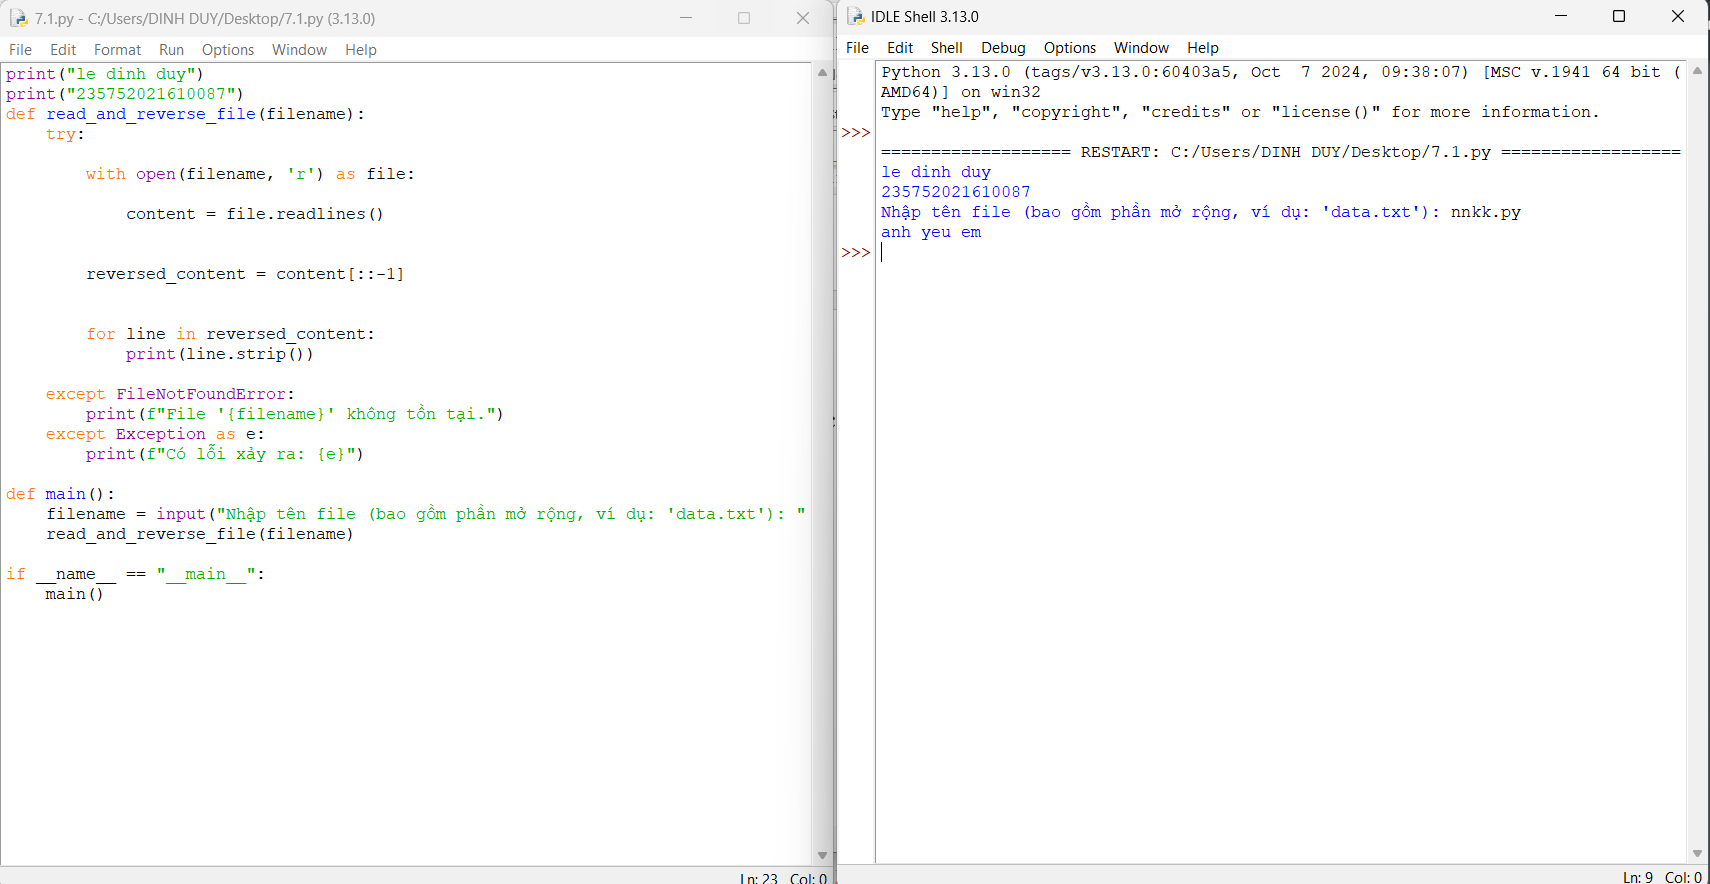 7.1.py - C:/Users/DINH DUY/Desktop/7.1.py (3.13.0)
File Edit Format Run Options Window Help
print("le dinh duy")
print("235752021610087")
def read_and_reverse_file(filename):
    try:
        with open(filename, 'r') as file:
            content = file.readlines()
        reversed_content = content[::-1]
        for line in reversed_content:
            print(line.strip())
    except FileNotFoundError:
        print(f"File '{filename}' không tồn tại.")
    except Exception as e:
        print(f"Có lỗi xảy ra: {e}")
def main():
    filename = input("Nhập tên file (bao gồm phần mở rộng, ví dụ: 'data.txt'): "
    read_and_reverse_file(filename)
if __name__ == "__main__":
    main()
Ln: 23 Col: 0
IDLE Shell 3.13.0
File Edit Shell Debug Options Window Help
Python 3.13.0 (tags/v3.13.0:60403a5, Oct  7 2024, 09:38:07) [MSC v.1941 64 bit (
AMD64)] on win32
Type "help", "copyright", "credits" or "license()" for more information.
>>>
=================== RESTART: C:/Users/DINH DUY/Desktop/7.1.py ==================
le dinh duy
235752021610087
Nhập tên file (bao gồm phần mở rộng, ví dụ: 'data.txt'): nnkk.py
anh yeu em
>>>
Ln: 9 Col: 0